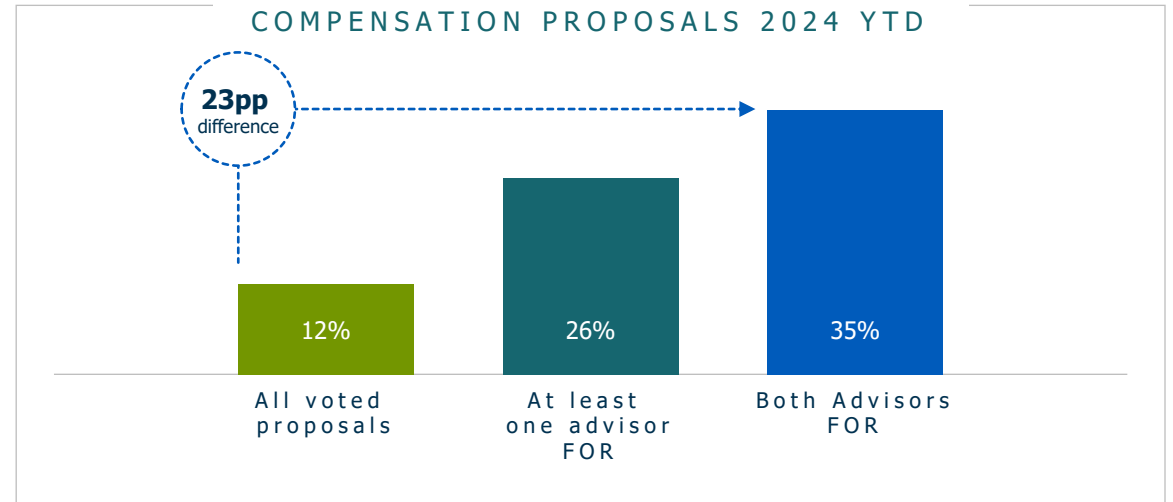 COMPENSATION PROPOSALS 2024 YTD
23pp
difference
12%
26%
35%
All voted
proposals
At least
one advisor
FOR
Both Advisors
FOR